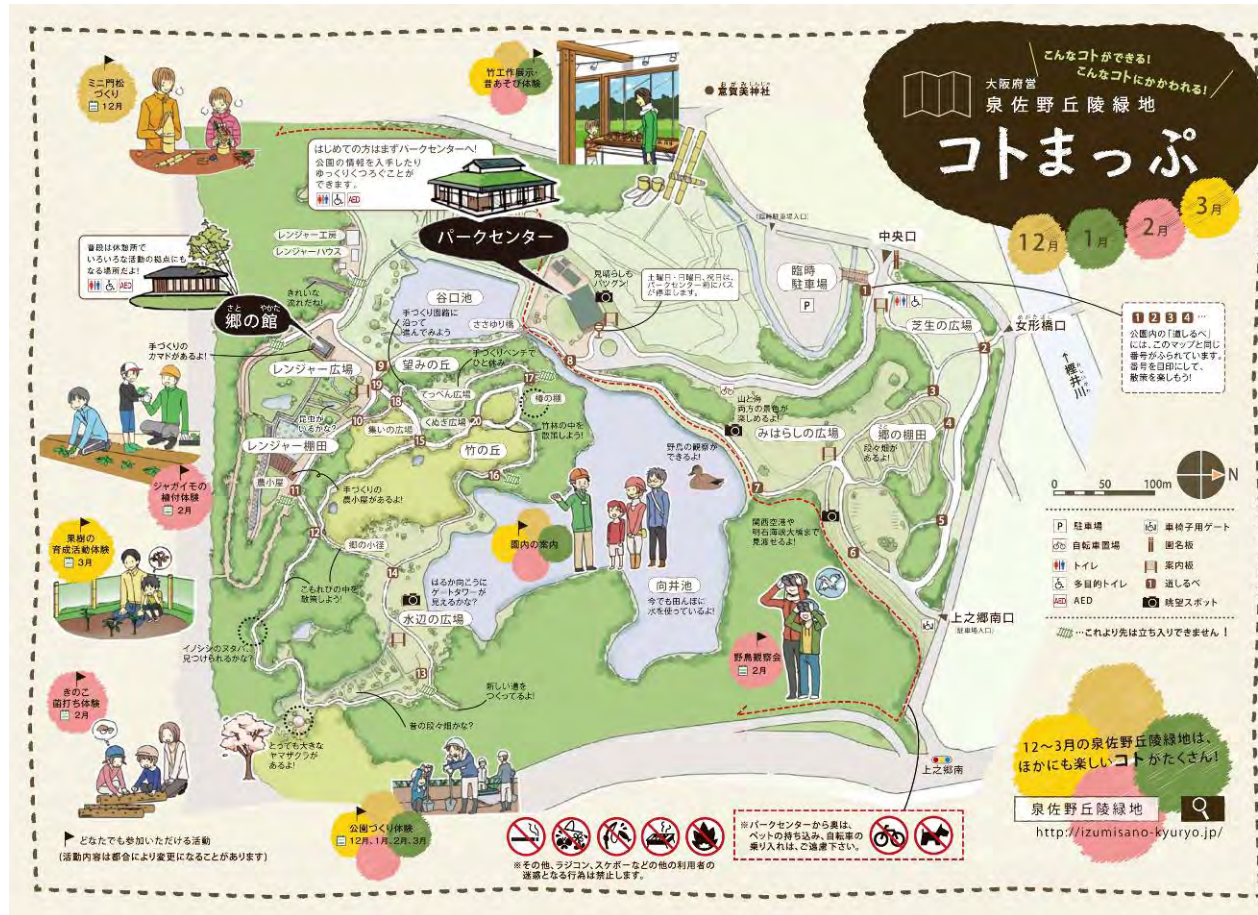 こんなコトができる!
こんなコトにかかわれる!
大阪府営
泉佐野丘陵緑地
コトまっぷ
12月
1月
2月
3月
ミニ門松
づくり
12月
竹工作展示・
昔あそび体験
意賀美神社
はじめての方はまずパークセンターへ!
公園の情報を入手したり
ゆっくりくつろぐことが
できます。
AED
パークセンター
普段は休憩所で
いろいろな活動の拠点にも
なる場所だよ!
AED
さと やかた
郷の館
レンジャー工房
レンジャーハウス
きれいな
流れだね!
谷口池
手づくり園路に
沿って
進んでみよう
ささゆり橋
見晴らしも
バツグン!
土曜日・日曜日、祝日は、
パークセンター前にバス
が停車します。
(臨時駐車場入口)
中央口
臨時
駐車場
P
芝生の広場
女形橋口
樫井川
1 2 3 4 …
公園内の「道しるべ」
には、このマップと同じ
番号がふられています。
番号を目印にして、
散策を楽しもう!
手づくりの
カマドがあるよ!
レンジャー広場
望みの丘
手づくりベンチで
ひと休み
てっぺん広場
くぬぎ広場
集いの広場
昆虫が
いるかな?
竹林の中を
散策しよう!
竹の丘
レンジャー棚田
農小屋
手づくりの
農小屋があるよ!
郷の小径
こもれびの中を
散策しよう!
山と海
両方の景色が
楽しめるよ!
みはらしの広場
さと
郷の棚田
段々畑が
あるよ!
野鳥の観察が
できるよ!
関西空港や
明石海峡大橋まで
見渡せるよ!
園内の案内
向井池
今でも田んぼに
水を使っているよ!
はるか向こうに
ゲートタワーが
見えるかな?
水辺の広場
イノシシのヌタバ、
見つけられるかな?
新しい道を
つくってるよ!
昔の段々畑かな?
とっても大きな
ヤマザクラが
あるよ!
ジャガイモの
植付体験
2月
果樹の
育成活動体験
3月
きのこ
菌打ち体験
2月
野鳥観察会
2月
公園づくり体験
12月、1月、2月、3月
上之郷南口
(駐車場入口)
上之郷南
1
2
3
4
5
6
7
8
9
10
11
12
13
14
15
16
17
18
19
20
0 50 100m
N
P 駐車場
自転車置場
トイレ
多目的トイレ
AED AED
車椅子用ゲート
園名板
案内板
1 道しるべ
眺望スポット
…これより先は立ち入りできません!
12~3月の泉佐野丘陵緑地は、
ほかにも楽しいコトがたくさん!
泉佐野丘陵緑地
http://izumisano-kyuryo.jp/
どなたでも参加いただける活動
(活動内容は都合により変更になることがあります)
※その他、ラジコン、スケボーなどの他の利用者の
迷惑となる行為は禁止します。
※パークセンターから奥は、
ペットの持ち込み、自転車の
乗り入れは、ご遠慮下さい。